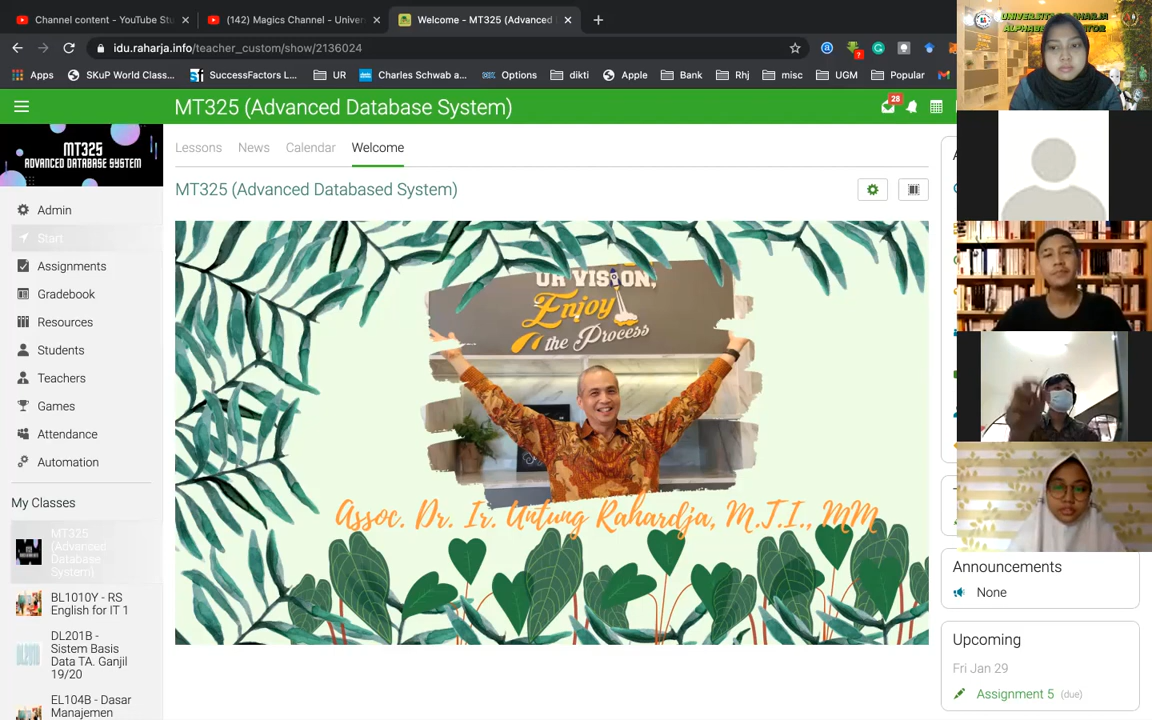 Channel content - YouTube Stu
(142) Magics Channel - Univer
Welcome - MT325 (Advanced
idu.raharja.info/teacher_custom/show/2136024
Apps
SKuP World Class...
SuccessFactors L...
UR
Charles Schwab a...
Options
dikti
Apple
Bank
Rhj
misc
UGM
Popular
MT325 (Advanced Database System)
28
MT325
ADVANCED DATABASE SYSTEM
Lessons
News
Calendar
Welcome
MT325 (Advanced Databased System)
Admin
Start
Assignments
Gradebook
Resources
Students
Teachers
Games
Attendance
Automation
My Classes
MT325
(Advanced
Database
System)
BL1010Y - RS
English for IT 1
DL201B -
Sistem Basis
Data TA. Ganjil
19/20
EL104B - Dasar
Manajemen
UR VISION,
Enjoy
the Process
Assoc. Dr. Ir. Untung Rahardja, M.T.I., MM
Announcements
None
Upcoming
Fri Jan 29
Assignment 5 (due)